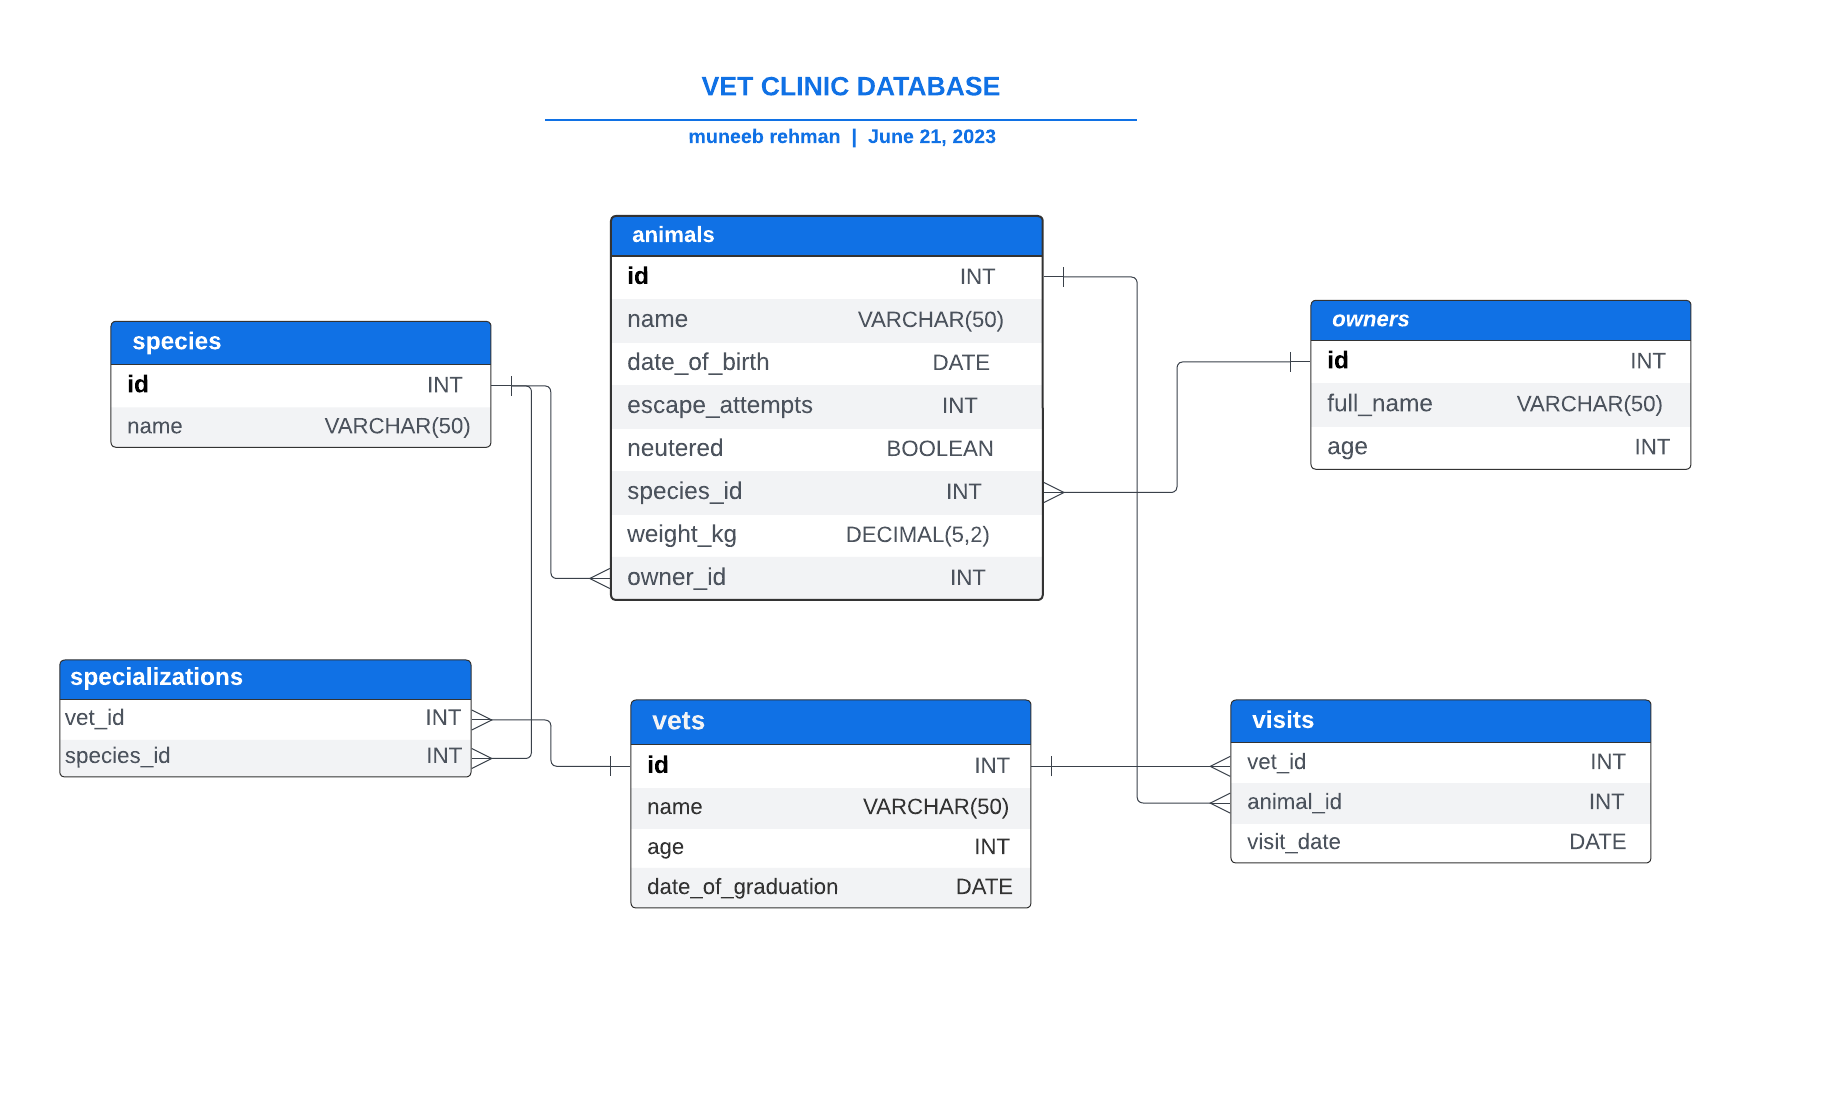 VET CLINIC DATABASE
muneeb rehman | June 21, 2023
animals
id INT
name VARCHAR(50)
date_of_birth DATE
escape_attempts INT
neutered BOOLEAN
species_id INT
weight_kg DECIMAL(5,2)
owner_id INT
species
id INT
name VARCHAR(50)
owners
id INT
full_name VARCHAR(50)
age INT
specializations
vet_id INT
species_id INT
vets
id INT
name VARCHAR(50)
age INT
date_of_graduation DATE
visits
vet_id INT
animal_id INT
visit_date DATE